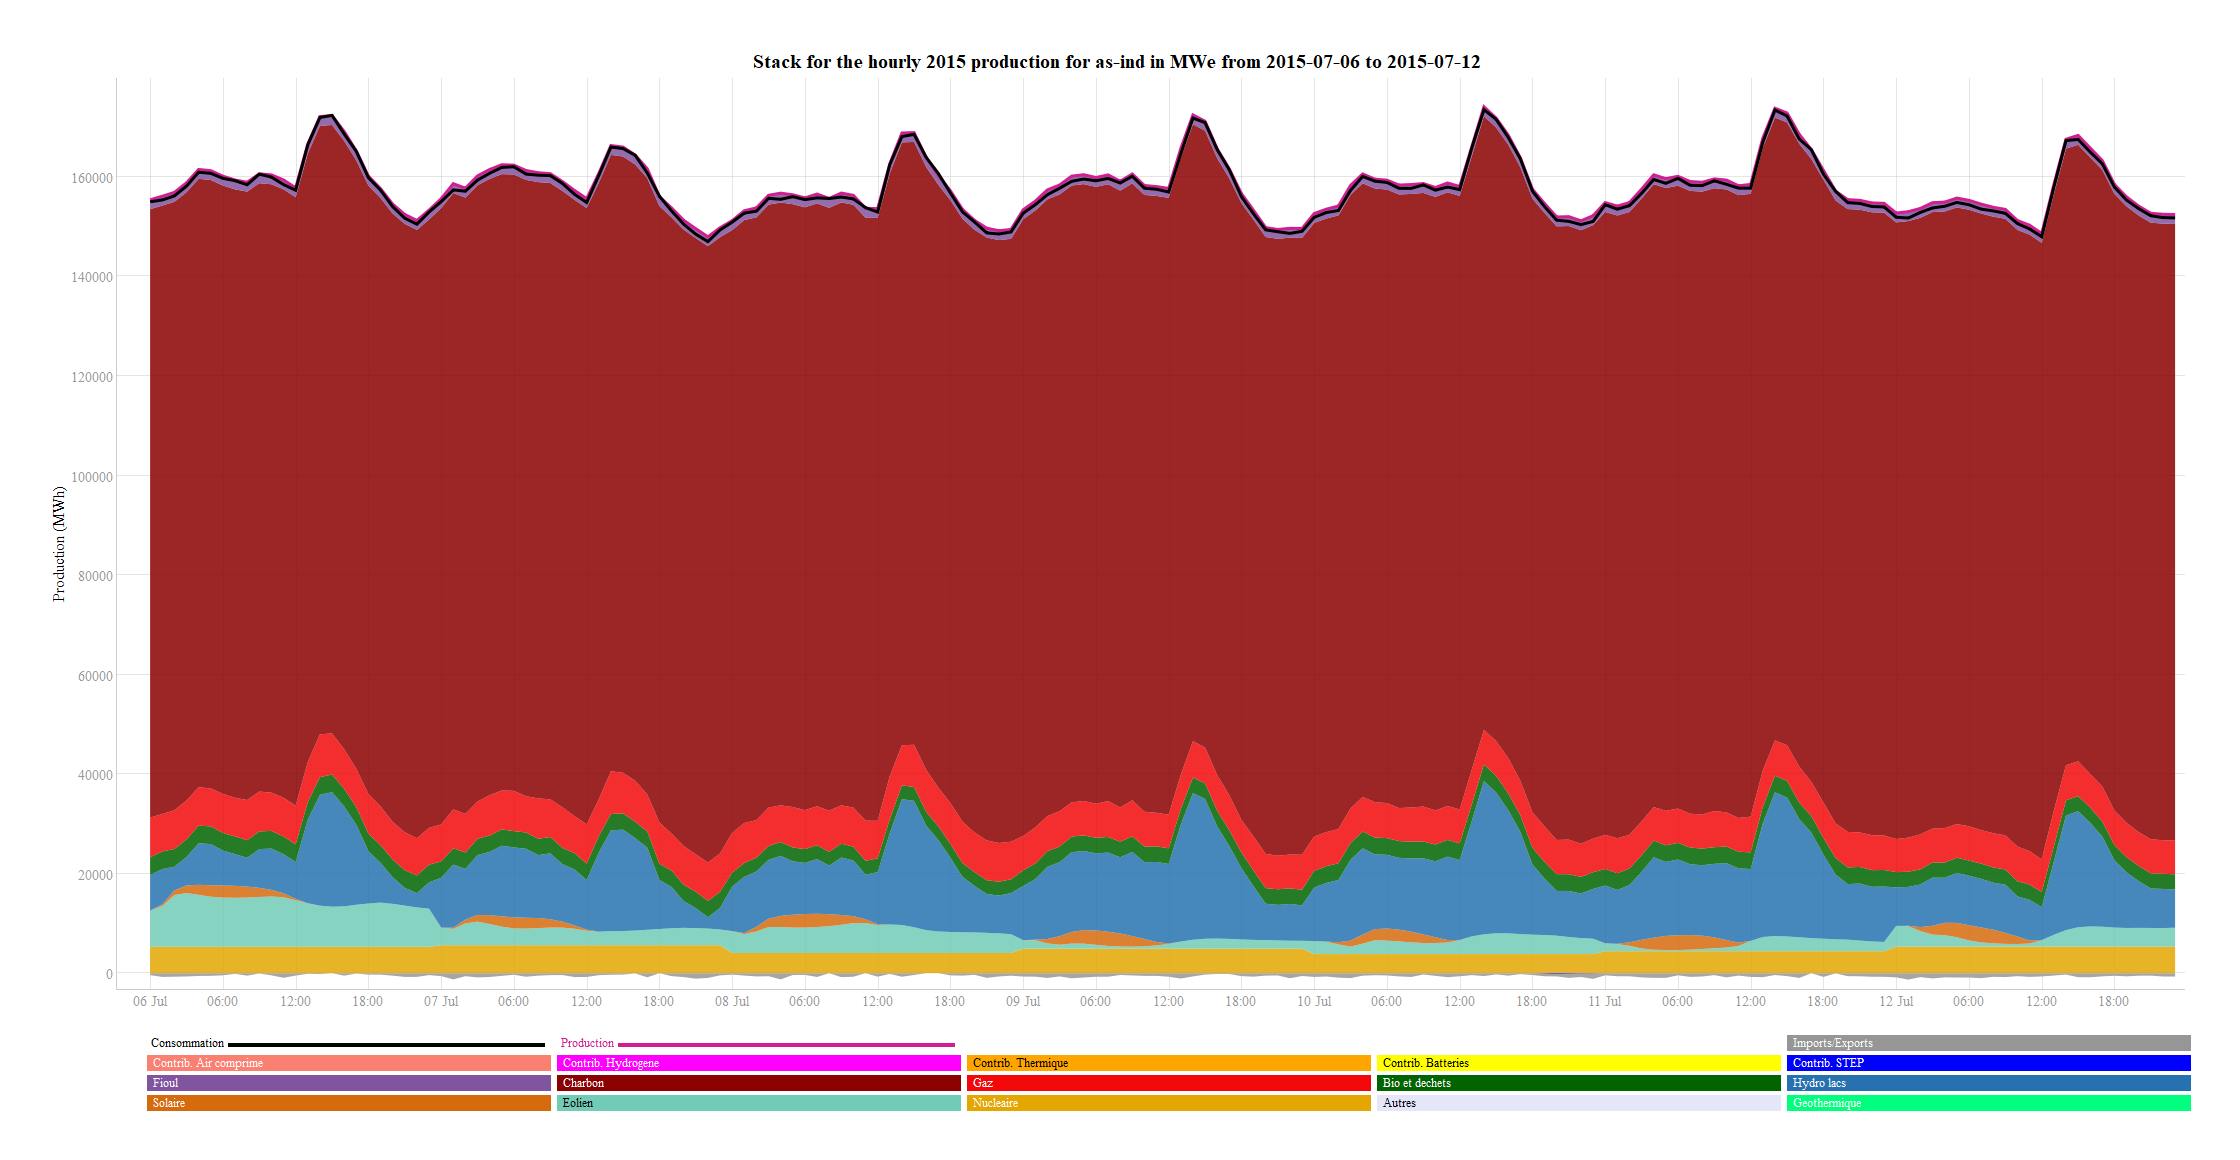 Stack for the hourly 2015 production for as-ind in MWe from 2015-07-06 to 2015-07-12
Production (MWh)
160000
140000
120000
100000
80000
60000
40000
20000
0
06 Jul 06:00 12:00 18:00 07 Jul 06:00 12:00 18:00 08 Jul 06:00 12:00 18:00 09 Jul 06:00 12:00 18:00 10 Jul 06:00 12:00 18:00 11 Jul 06:00 12:00 18:00 12 Jul 06:00 12:00 18:00
Consommation Production Imports/Exports
Contrib. Air comprime Contrib. Hydrogene Contrib. Thermique Contrib. Batteries Contrib. STEP
Fioul Charbon Gaz Bio et dechets Hydro lacs
Solaire Eolien Nucleaire Autres Geothermique